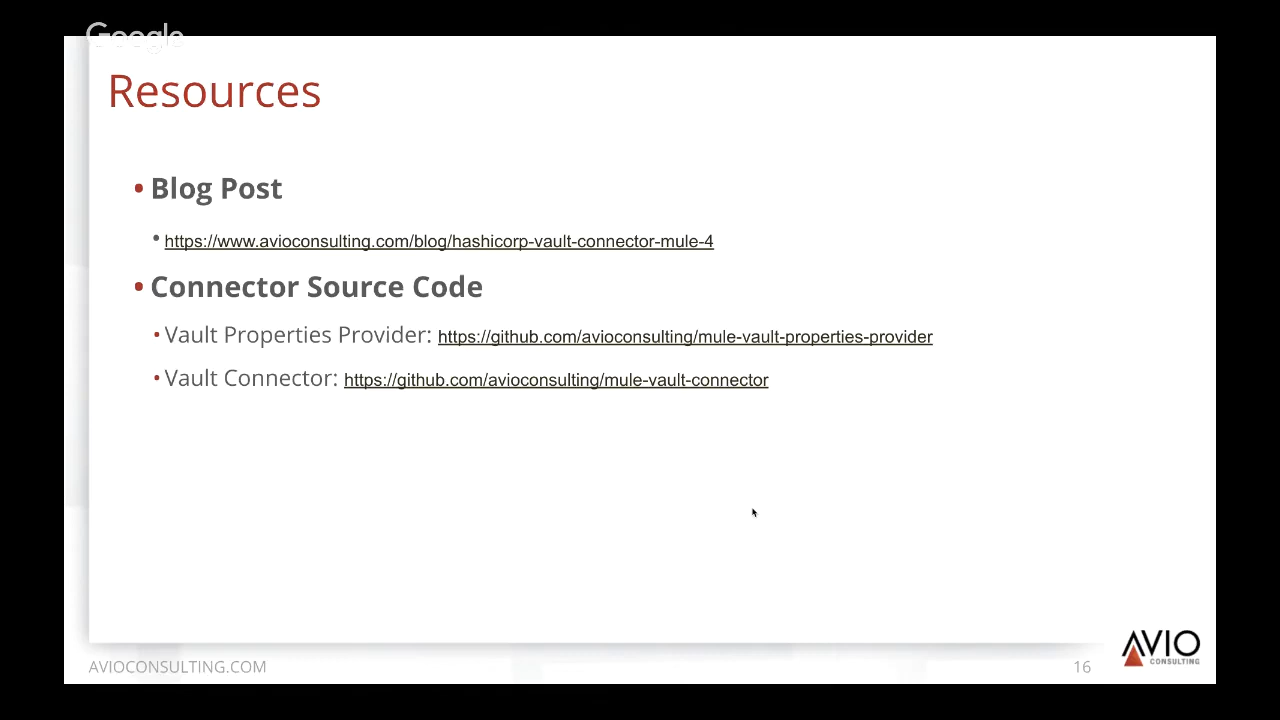 Google
Resources
• Blog Post
• https://www.avioconsulting.com/blog/hashicorp-vault-connector-mule-4
• Connector Source Code
• Vault Properties Provider: https://github.com/avioconsulting/mule-vault-properties-provider
• Vault Connector: https://github.com/avioconsulting/mule-vault-connector
AVIOCONSULTING.COM
16
AVIO
CONSULTING